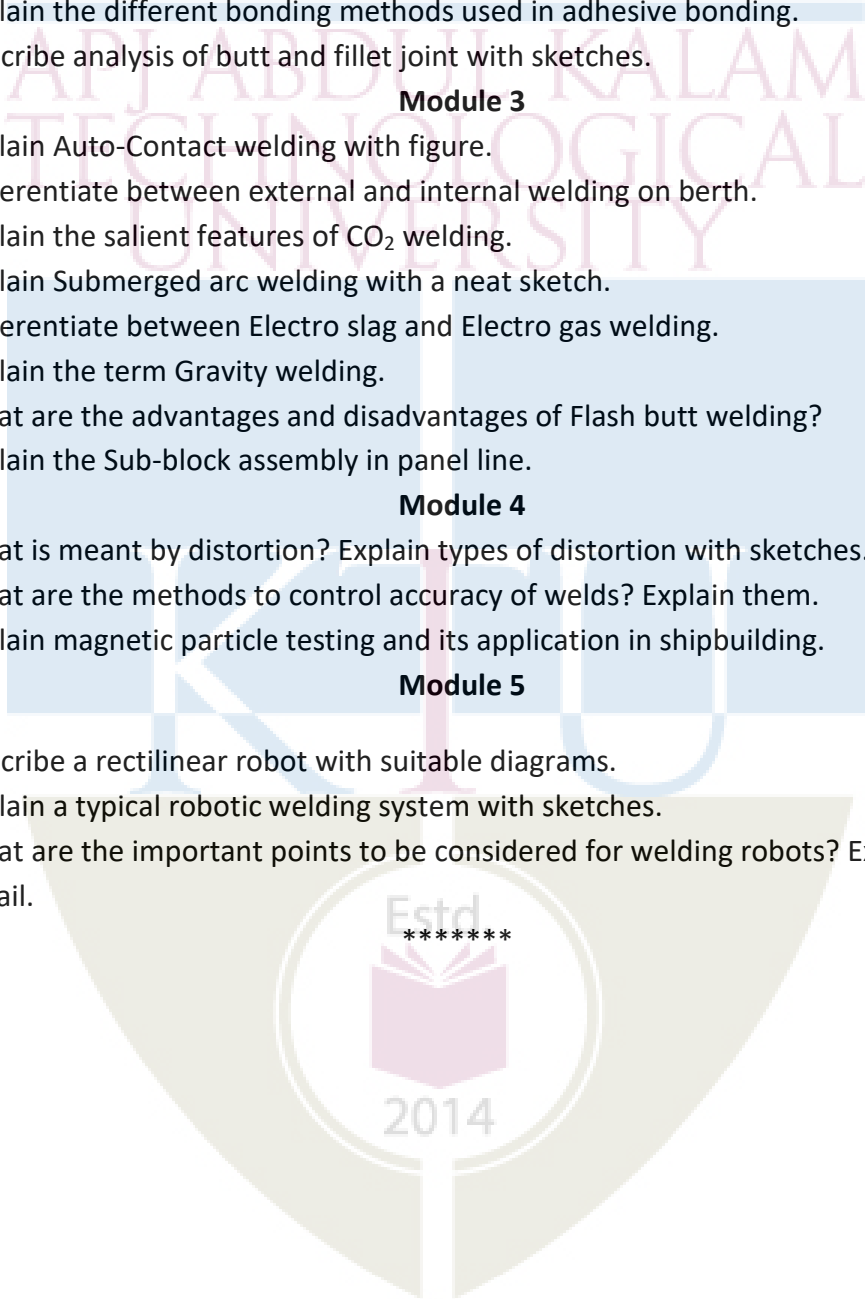 lain the different bonding methods used in adhesive bonding.
cribe analysis of butt and fillet joint with sketches.
APJ ABDUL KALAM
TECHNOLOGICAL
UNIVERSITY
Module 3
lain Auto-Contact welding with figure.
erentiate between external and internal welding on berth.
lain the salient features of CO₂ welding.
lain Submerged arc welding with a neat sketch.
erentiate between Electro slag and Electro gas welding.
lain the term Gravity welding.
at are the advantages and disadvantages of Flash butt welding?
lain the Sub-block assembly in panel line.
Module 4
at is meant by distortion? Explain types of distortion with sketches.
at are the methods to control accuracy of welds? Explain them.
lain magnetic particle testing and its application in shipbuilding.
KTU
Module 5
cribe a rectilinear robot with suitable diagrams.
lain a typical robotic welding system with sketches.
at are the important points to be considered for welding robots? Ex
ail.
Estd
*******
2014